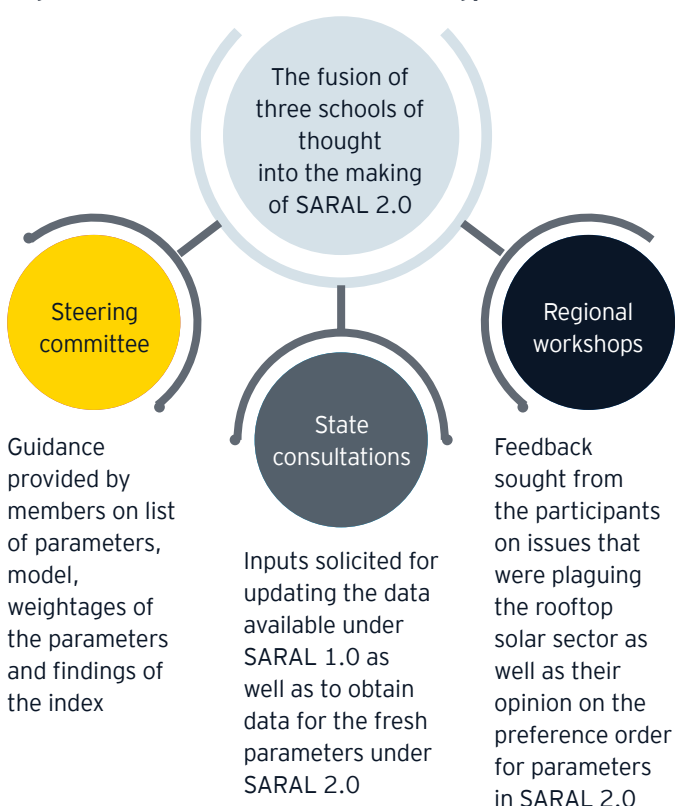 The fusion of
three schools of
thought
into the making
of SARAL 2.0
Steering
committee
Guidance
provided by
members on list
of parameters,
model,
weightages of
the parameters
and findings of
the index
State
consultations
Inputs solicited for
updating the data
available under
SARAL 1.0 as
well as to obtain
data for the fresh
parameters under
SARAL 2.0
Regional
workshops
Feedback
sought from
the participants
on issues that
were plaguing
the rooftop
solar sector as
well as their
opinion on the
preference order
for parameters
in SARAL 2.0